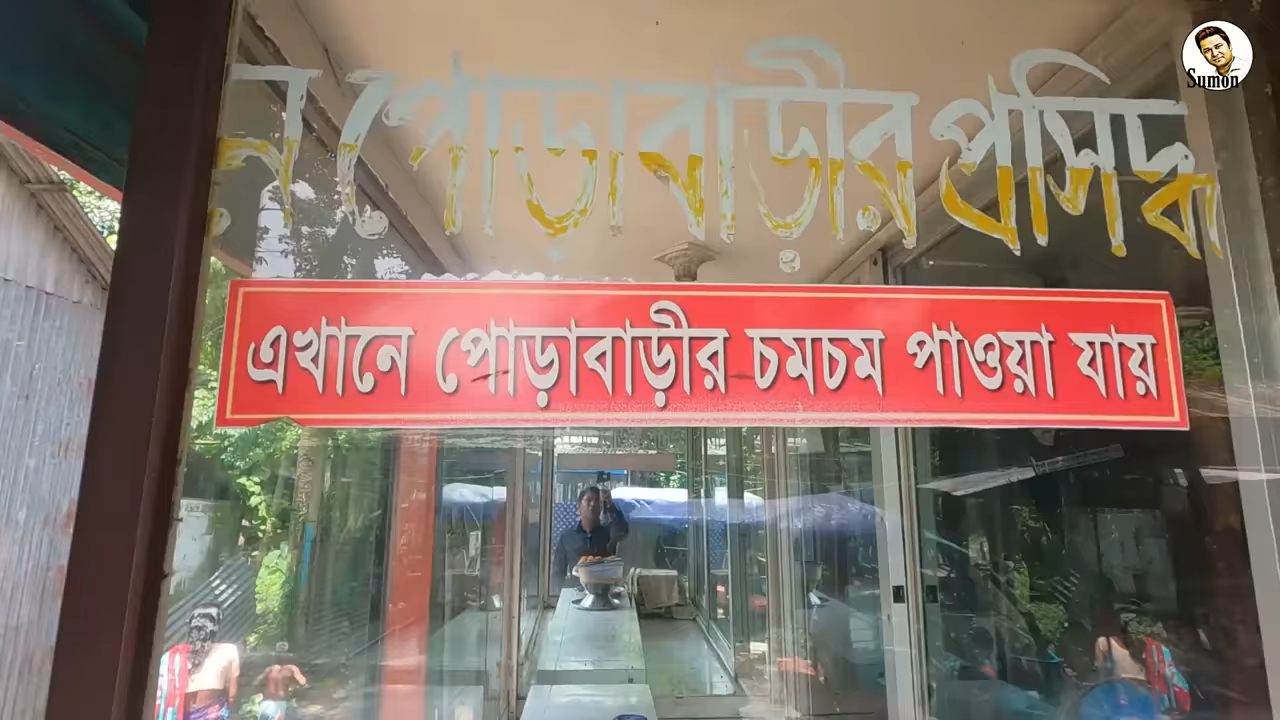 Sumon
পোড়াবাড়ীর প্রসিদ্ধ
এখানে পোড়াবাড়ীর চমচম পাওয়া যায়